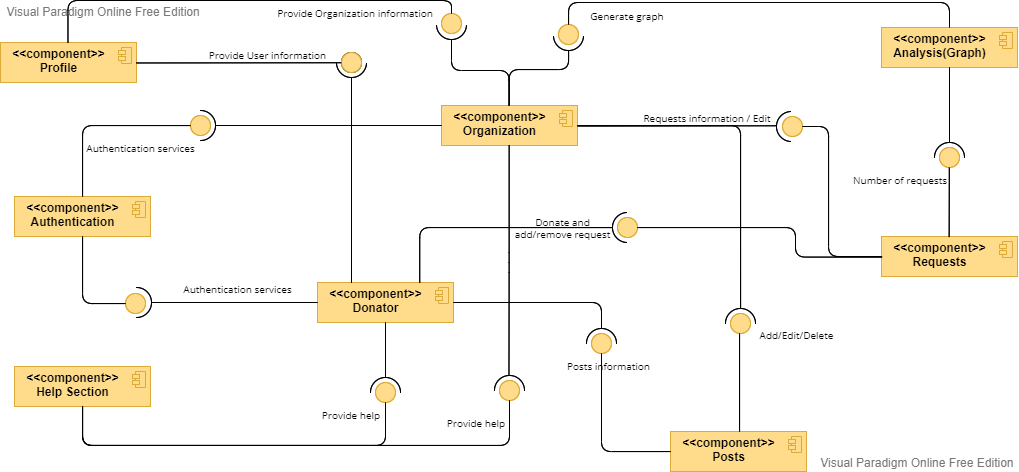 Visual Paradigm Online Free Edition
Provide Organization information
Generate graph
<<component>>
Profile
Provide User information
<<component>>
Analysis(Graph)
<<component>>
Organization
Requests information / Edit
Authentication services
Number of requests
<<component>>
Authentication
Donate and
add/remove request
<<component>>
Requests
Authentication services
<<component>>
Donator
Add/Edit/Delete
Posts information
<<component>>
Help Section
Provide help
Provide help
<<component>>
Posts
Visual Paradigm Online Free Edition